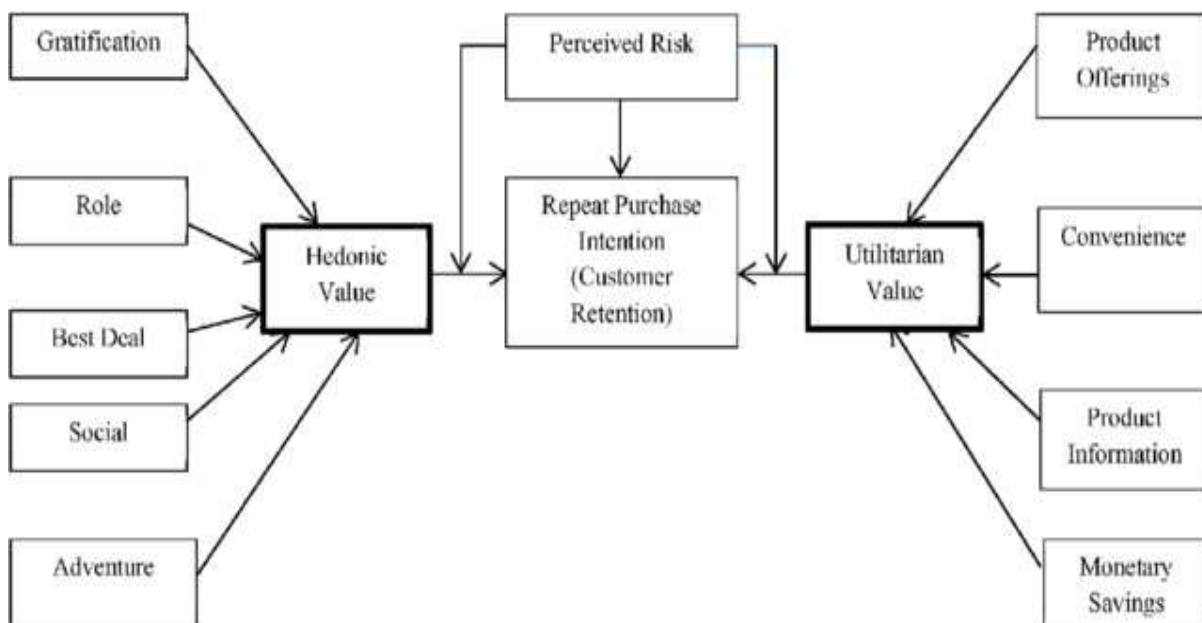 Gratification
Role
Best Deal
Social
Adventure
Hedonic
Value
Perceived Risk
Repeat Purchase
Intention
(Customer
Retention)
Utilitarian
Value
Product
Offerings
Convenience
Product
Information
Monetary
Savings